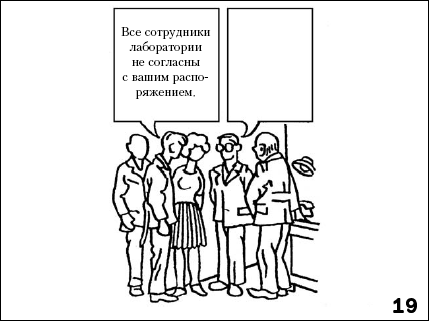 Все сотрудники
лаборатории
не согласны
с вашим распо-
ряжением.
19